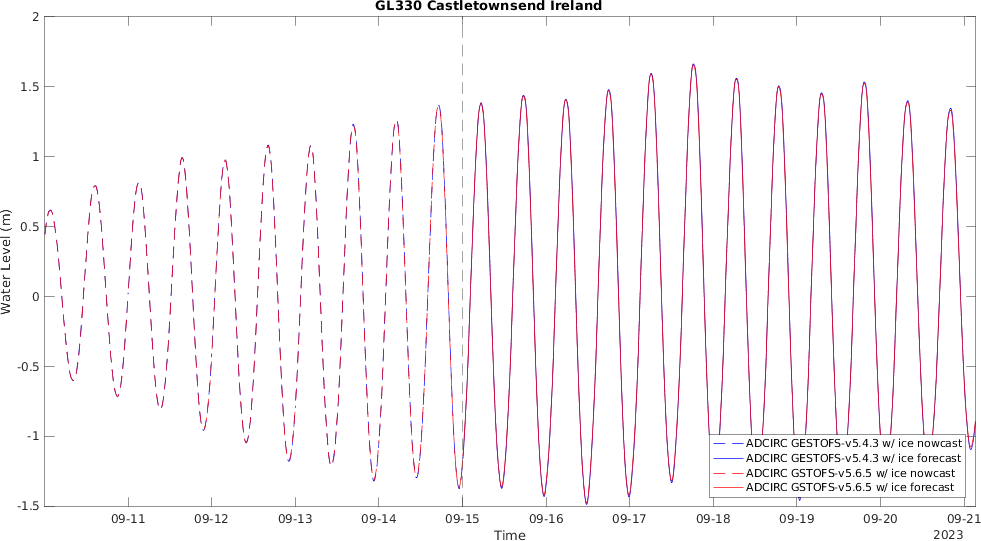 GL330 Castletownsend Ireland
2
1.5
1
0.5
0
-0.5
-1
-1.5
Water Level (m)
ADCIRC GESTOFS-v5.4.3 w/ ice nowcast
ADCIRC GESTOFS-v5.4.3 w/ ice forecast
ADCIRC GSTOFS-v5.6.5 w/ ice nowcast
ADCIRC GSTOFS-v5.6.5 w/ ice forecast
09-11 09-12 09-13 09-14 09-15 09-16 09-17 09-18 09-19 09-20 09-21
Time 2023